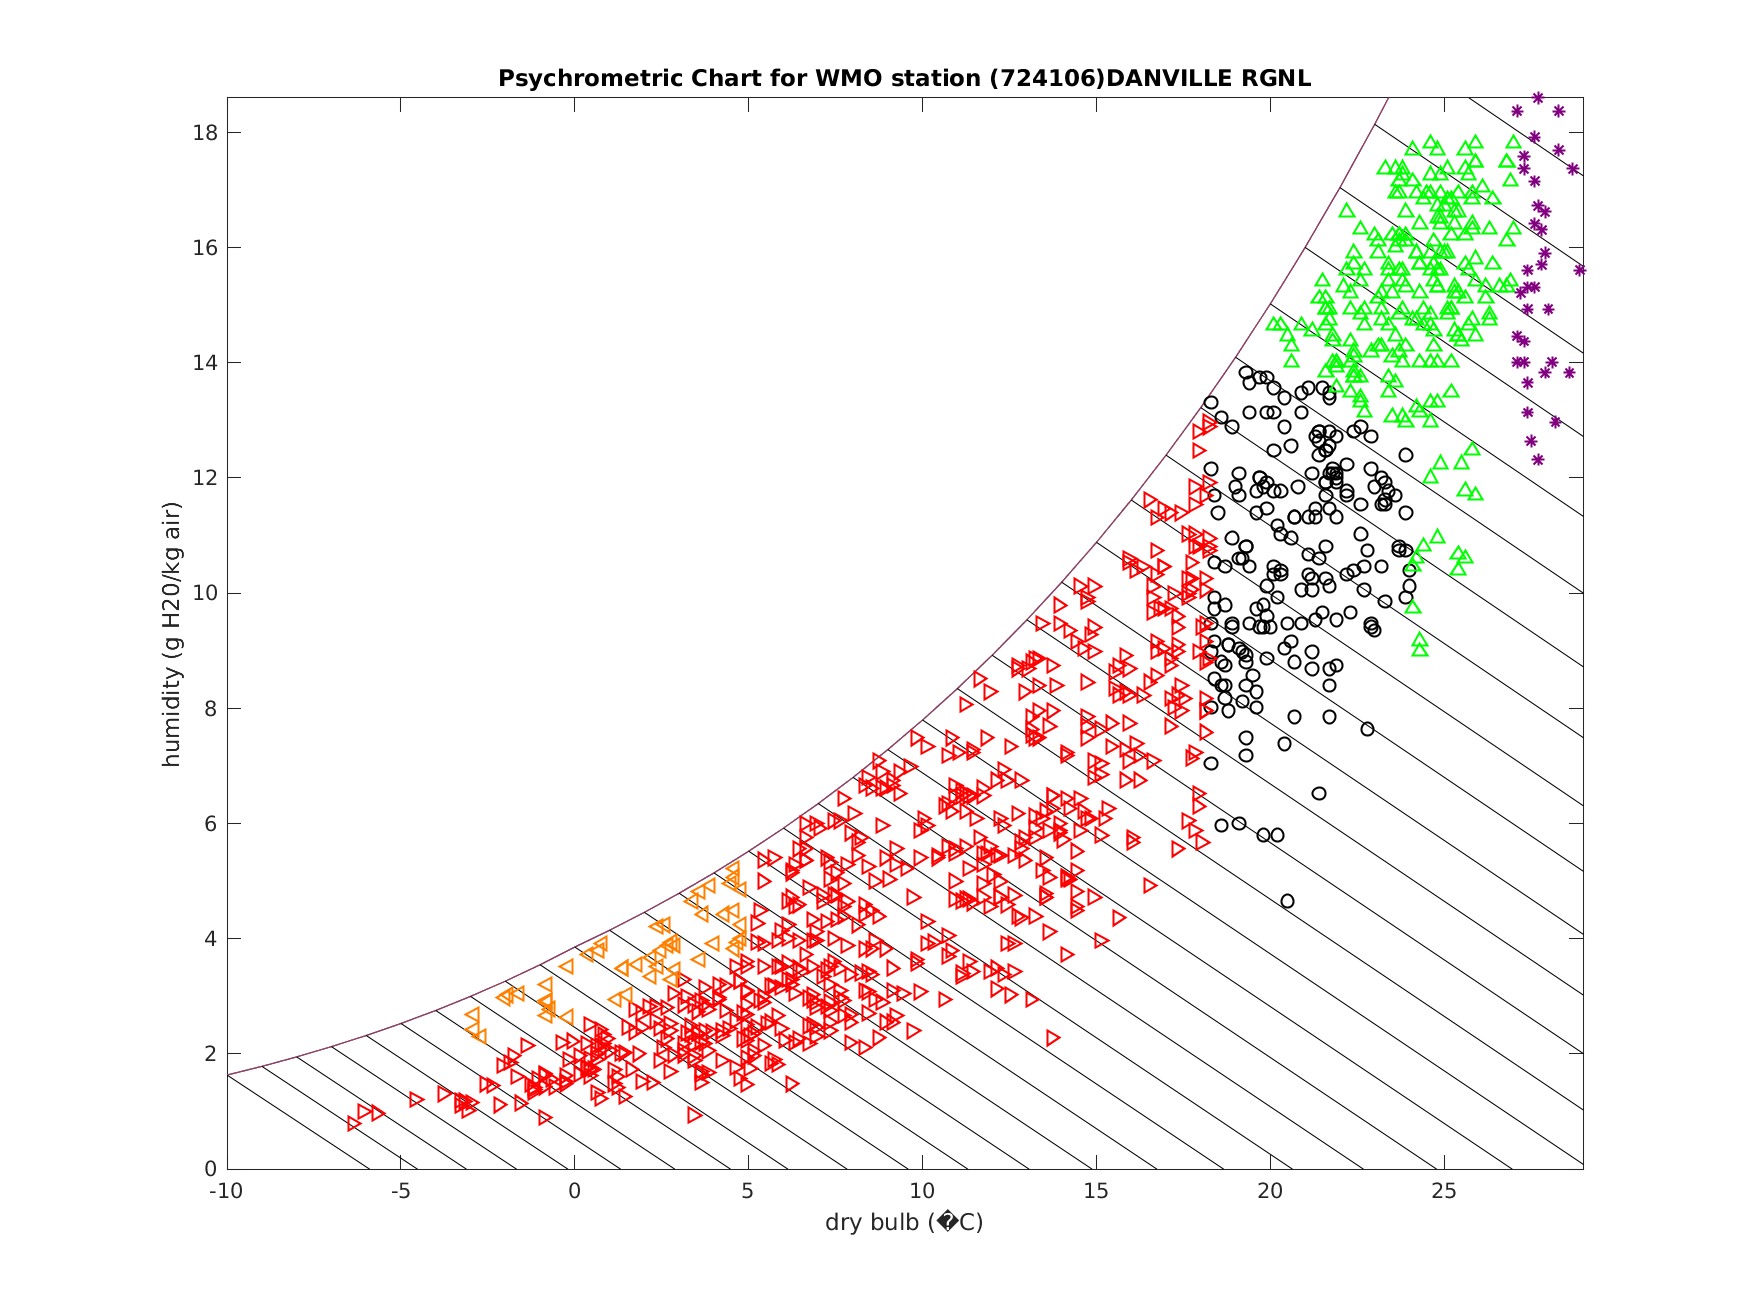 Psychrometric Chart for WMO station (724106)DANVILLE RGNL
humidity (g H20/kg air)
18
16
14
12
10
8
6
4
2
0
-10 -5 0 5 10 15 20 25
dry bulb (�C)